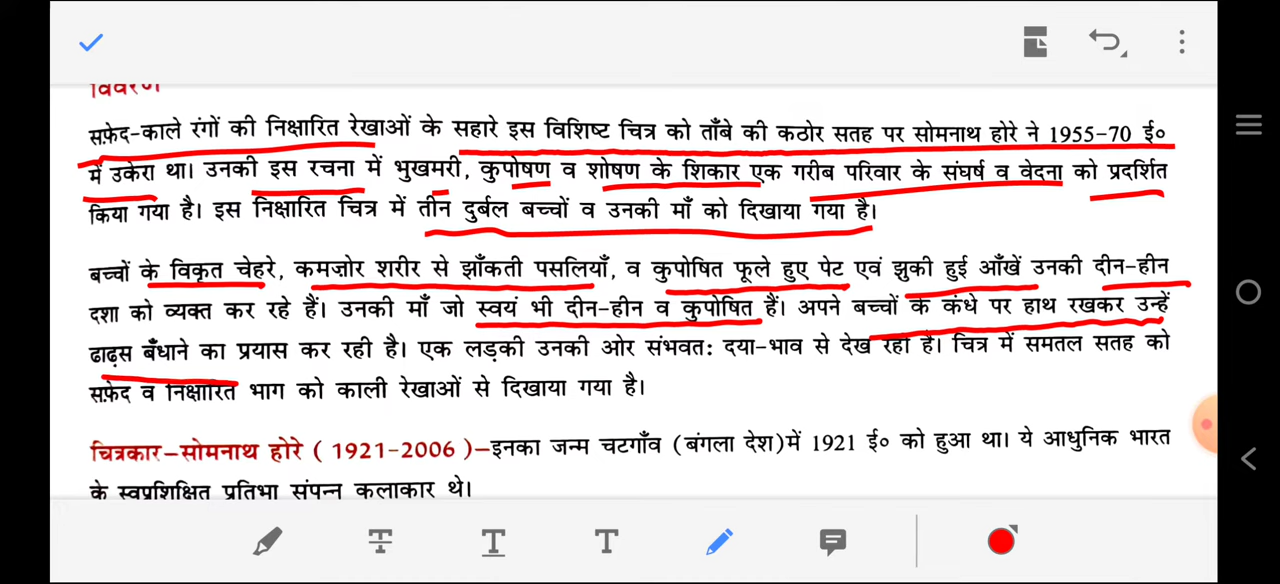 विवरण
सफ़ेद-काले रंगों की निक्षारित रेखाओं के सहारे इस विशिष्ट चित्र को ताँबे की कठोर सतह पर सोमनाथ होरे ने 1955-70 ई०
में उकेरा था। उनकी इस रचना में भुखमरी, कुपोषण व शोषण के शिकार एक गरीब परिवार के संघर्ष व वेदना को प्रदर्शित
किया गया है। इस निक्षारित चित्र में तीन दुर्बल बच्चों व उनकी माँ को दिखाया गया है।
बच्चों के विकृत चेहरे, कमज़ोर शरीर से झाँकती पसलियाँ, व कुपोषित फूले हुए पेट एवं झुकी हुई आँखें उनकी दीन-हीन
दशा को व्यक्त कर रहे हैं। उनकी माँ जो स्वयं भी दीन-हीन व कुपोषित हैं। अपने बच्चों के कंधे पर हाथ रखकर उन्हें
ढाढ़स बँधाने का प्रयास कर रही है। एक लड़की उनकी ओर संभवत: दया-भाव से देख रही है। चित्र में समतल सतह को
सफ़ेद व निक्षारित भाग को काली रेखाओं से दिखाया गया है।
चित्रकार–सोमनाथ होरे ( 1921-2006 )–इनका जन्म चटगाँव (बंगला देश) में 1921 ई० को हुआ था। ये आधुनिक भारत
के स्वप्रशिक्षित प्रतिभा संपन्न कलाकार थे।